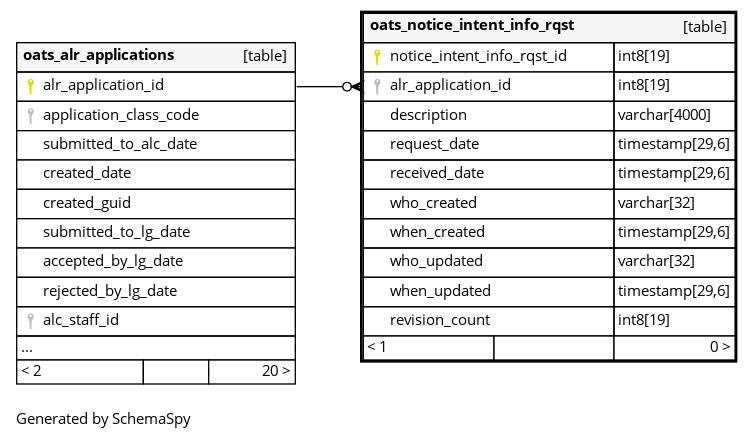 oats_alr_applications [table]
alr_application_id
application_class_code
submitted_to_alc_date
created_date
created_guid
submitted_to_lg_date
accepted_by_lg_date
rejected_by_lg_date
alc_staff_id
...
< 2 20 >
oats_notice_intent_info_rqst [table]
notice_intent_info_rqst_id int8[19]
alr_application_id int8[19]
description varchar[4000]
request_date timestamp[29,6]
received_date timestamp[29,6]
who_created varchar[32]
when_created timestamp[29,6]
who_updated varchar[32]
when_updated timestamp[29,6]
revision_count int8[19]
< 1 0 >
Generated by SchemaSpy